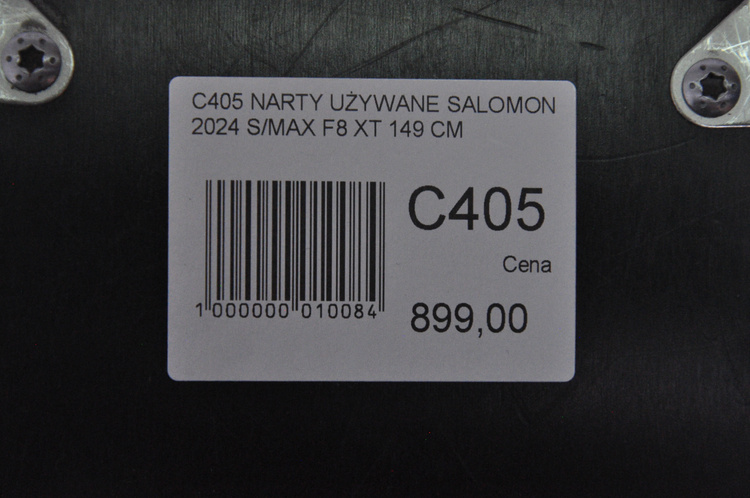 C405 NARTY UŻYWANE SALOMON
2024 S/MAX F8 XT 149 CM
C405
Cena
899,00
1 000000 010084